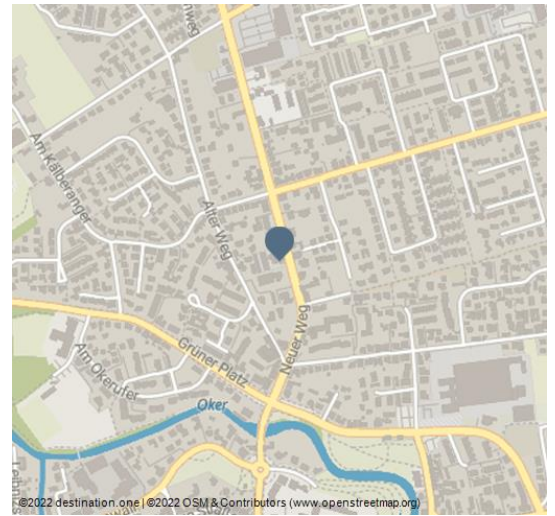 Am Kälberanger
Alter Weg
Neuer Weg
Grüner Platz
Am Okerufer
Oker
©2022 destination.one | ©2022 OSM & Contributors (www.openstreetmap.org)